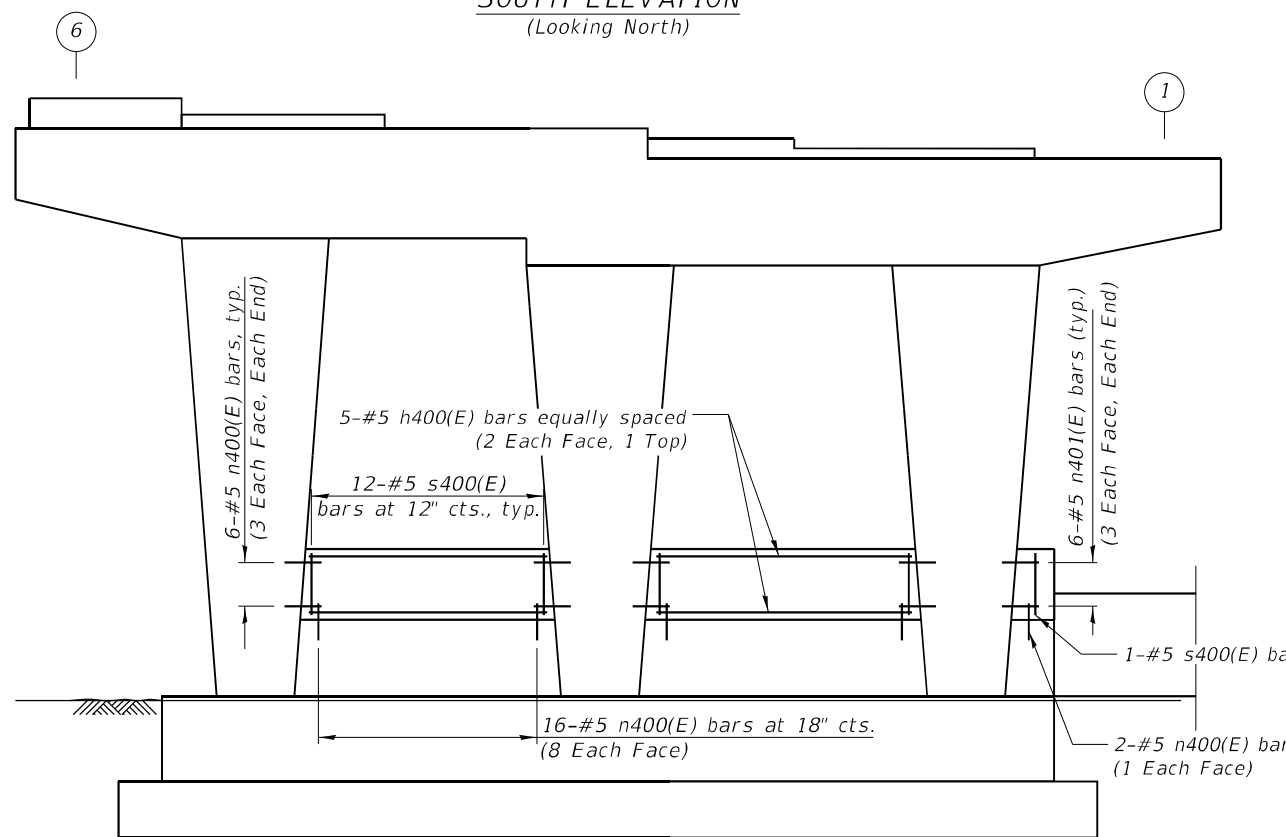 SOUTH ELEVATION
(Looking North)
6
1
6-#5 n400(E) bars, typ.
(3 Each Face, Each End)
5-#5 h400(E) bars equally spaced
(2 Each Face, 1 Top)
12-#5 s400(E)
bars at 12" cts., typ.
6-#5 n401(E) bars (typ.)
(3 Each Face, Each End)
1-#5 s400(E) ba
16-#5 n400(E) bars at 18" cts.
(8 Each Face)
2-#5 n400(E) bar
(1 Each Face)